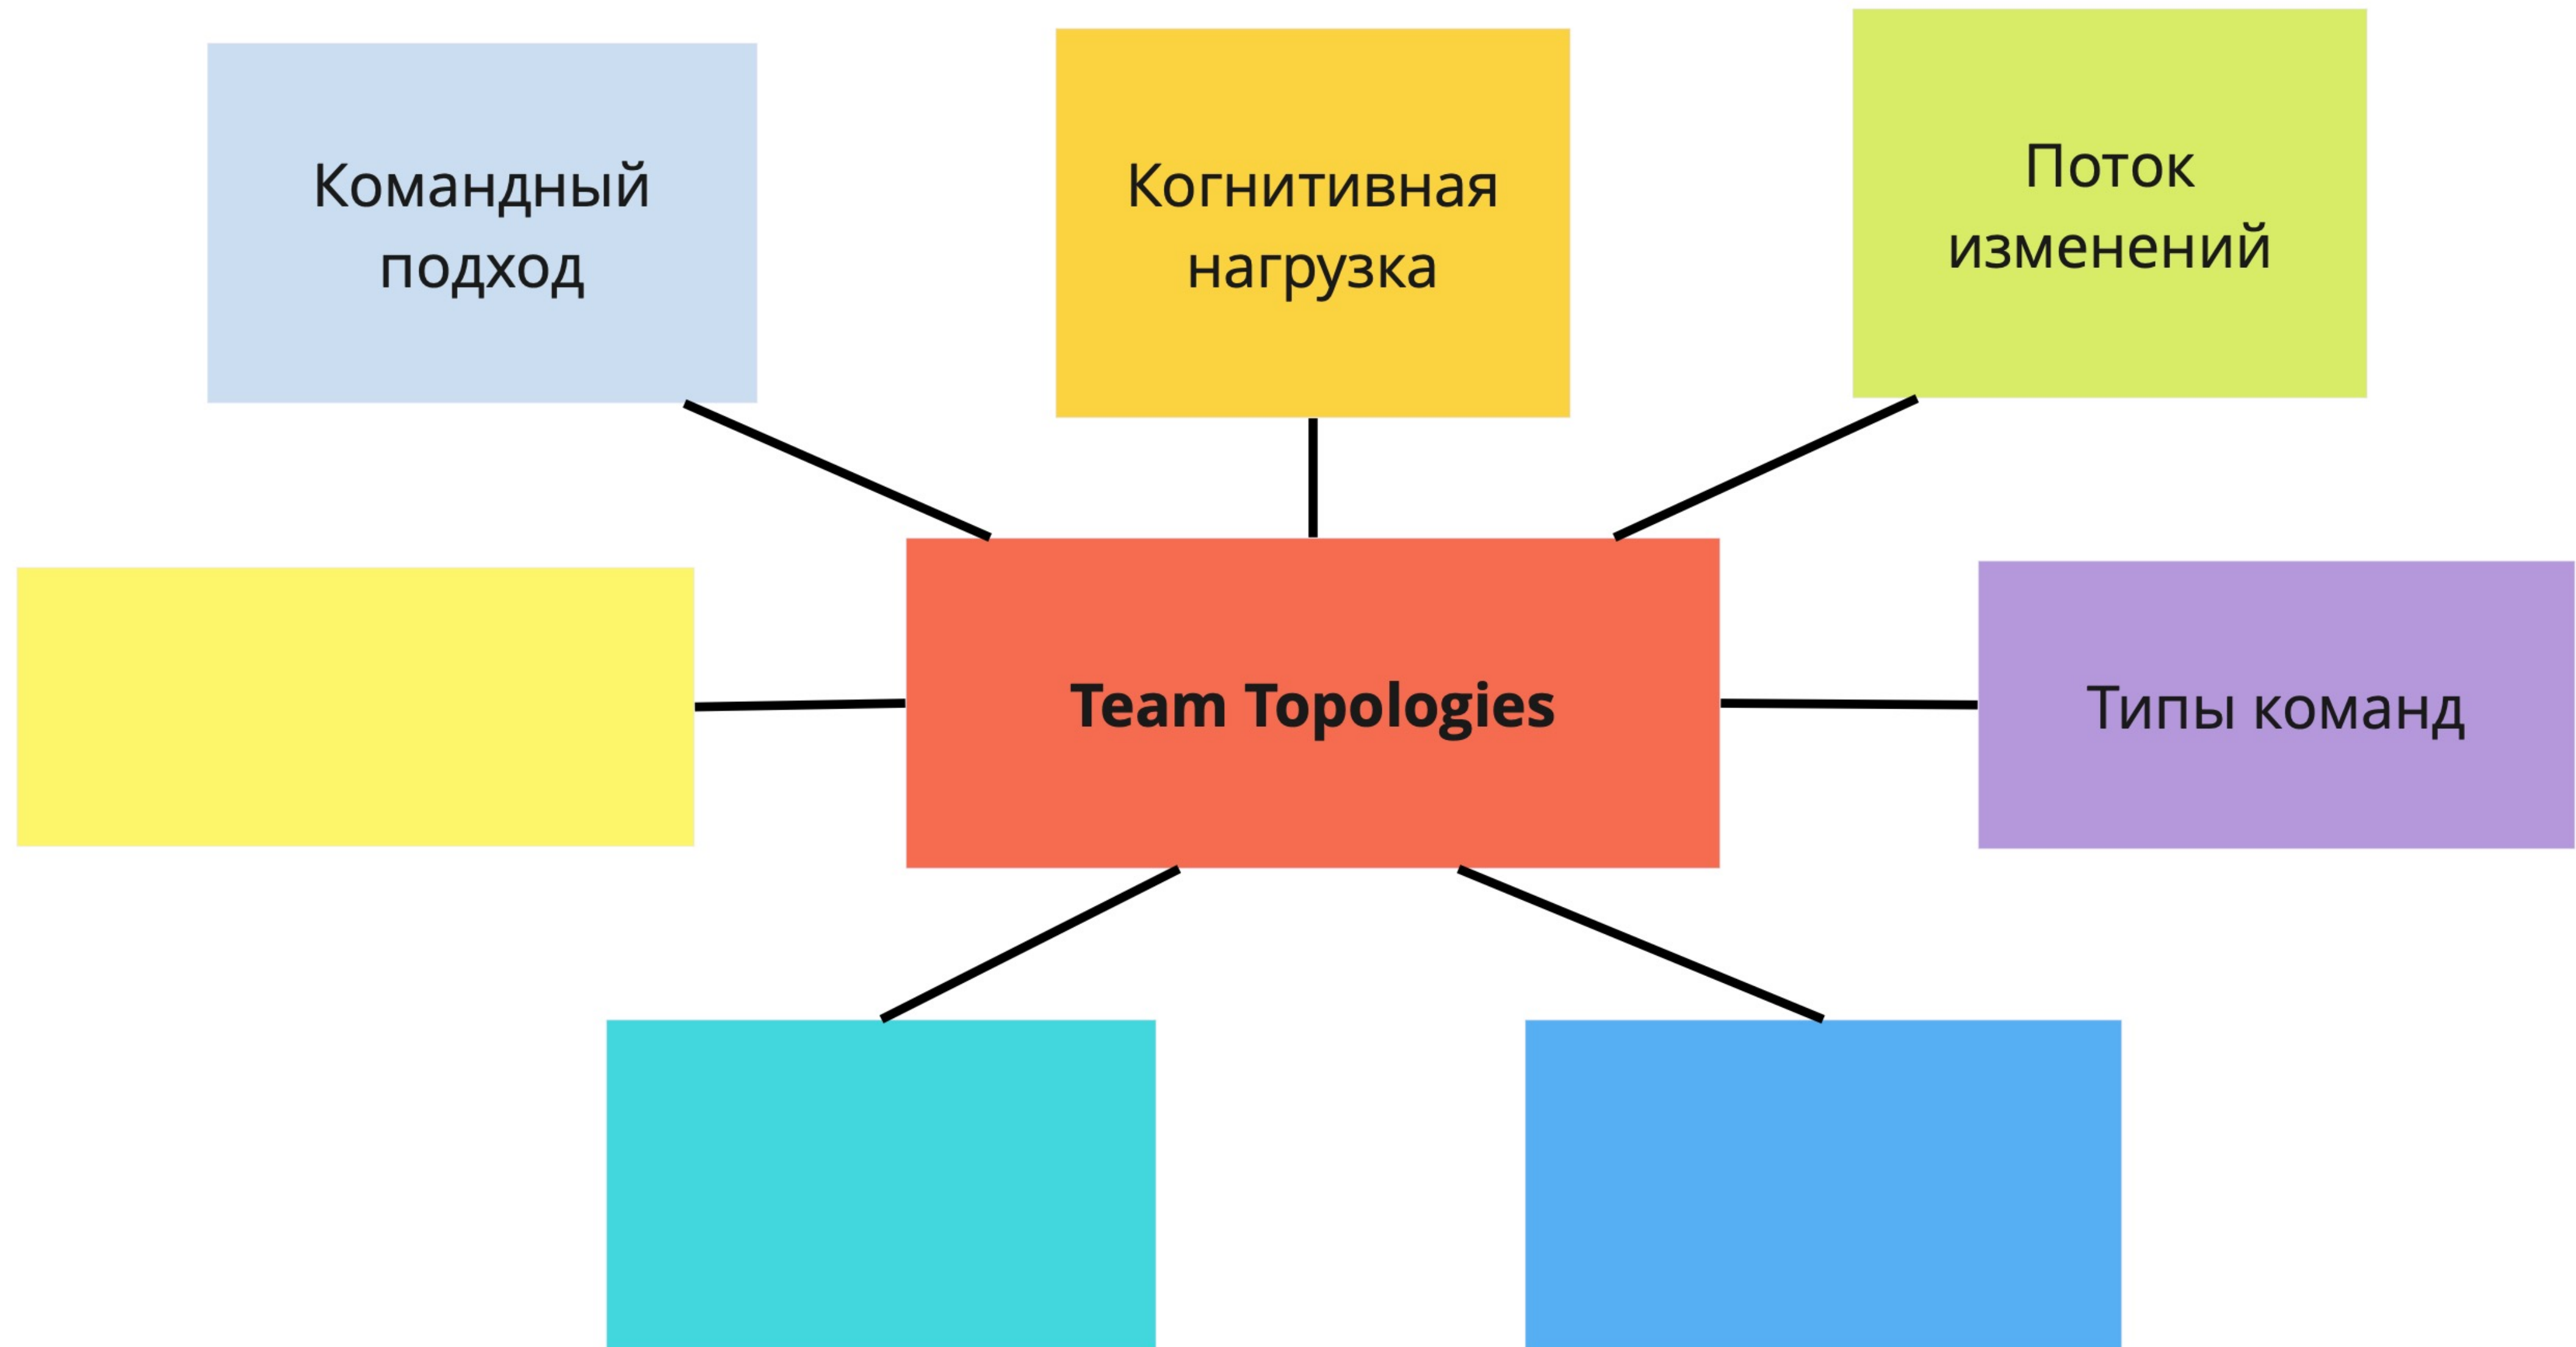 Командный
подход
Когнитивная
нагрузка
Поток
изменений
Team Topologies
Типы команд